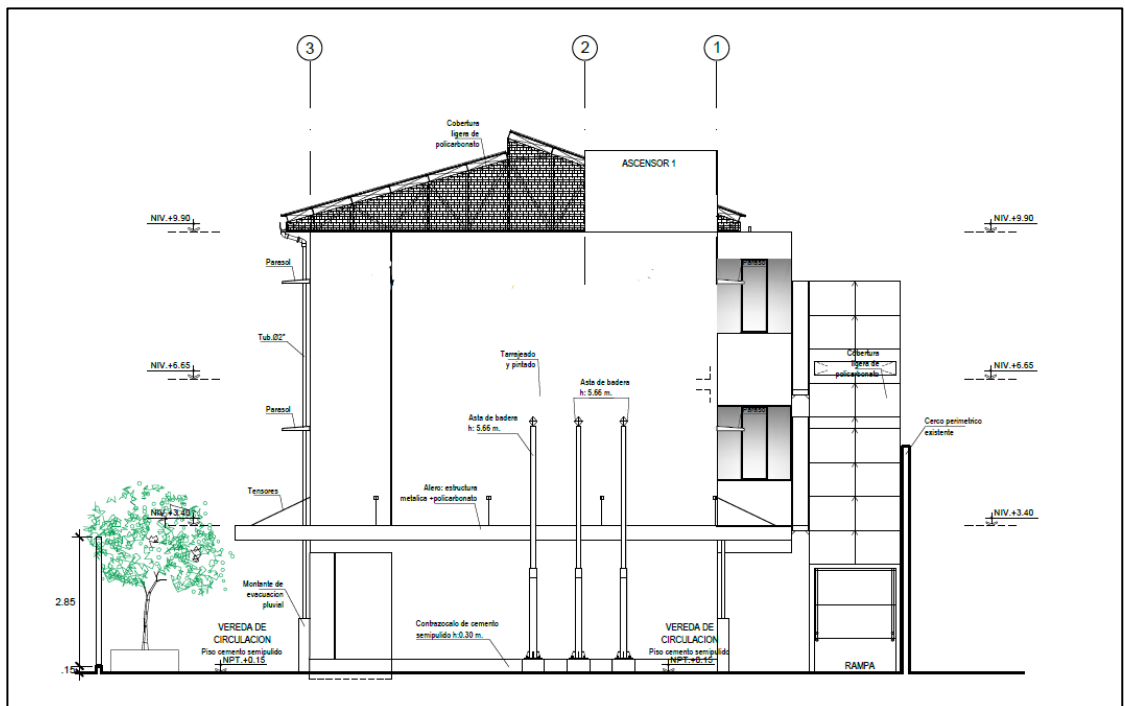 3
2
1
Cobertura
ligera de
policarbonato
ASCENSOR 1
NIV.+9.90
NIV.+9.90
Parasol
Tub.Ø2"
Tarrajeado
y pintado
NIV.+6.65
NIV.+6.65
Cobertura
ligera de
policarbonato
Asta de badera
h: 5.66 m.
Parasol
Asta de badera
h: 5.66 m.
Cerco perimetrico
existente
Tensores
Alero: estructura
metalica +policarbonato
NIV.+3.40
NIV.+3.40
2.85
Montante de
evacuacion
pluvial
VEREDA DE
CIRCULACION
Piso cemento semipulido
NPT.+0.15
Contrazocalo de cemento
semipulido h:0.30 m.
VEREDA DE
CIRCULACION
Piso cemento semipulido
NPT.+0.15
.15
RAMPA